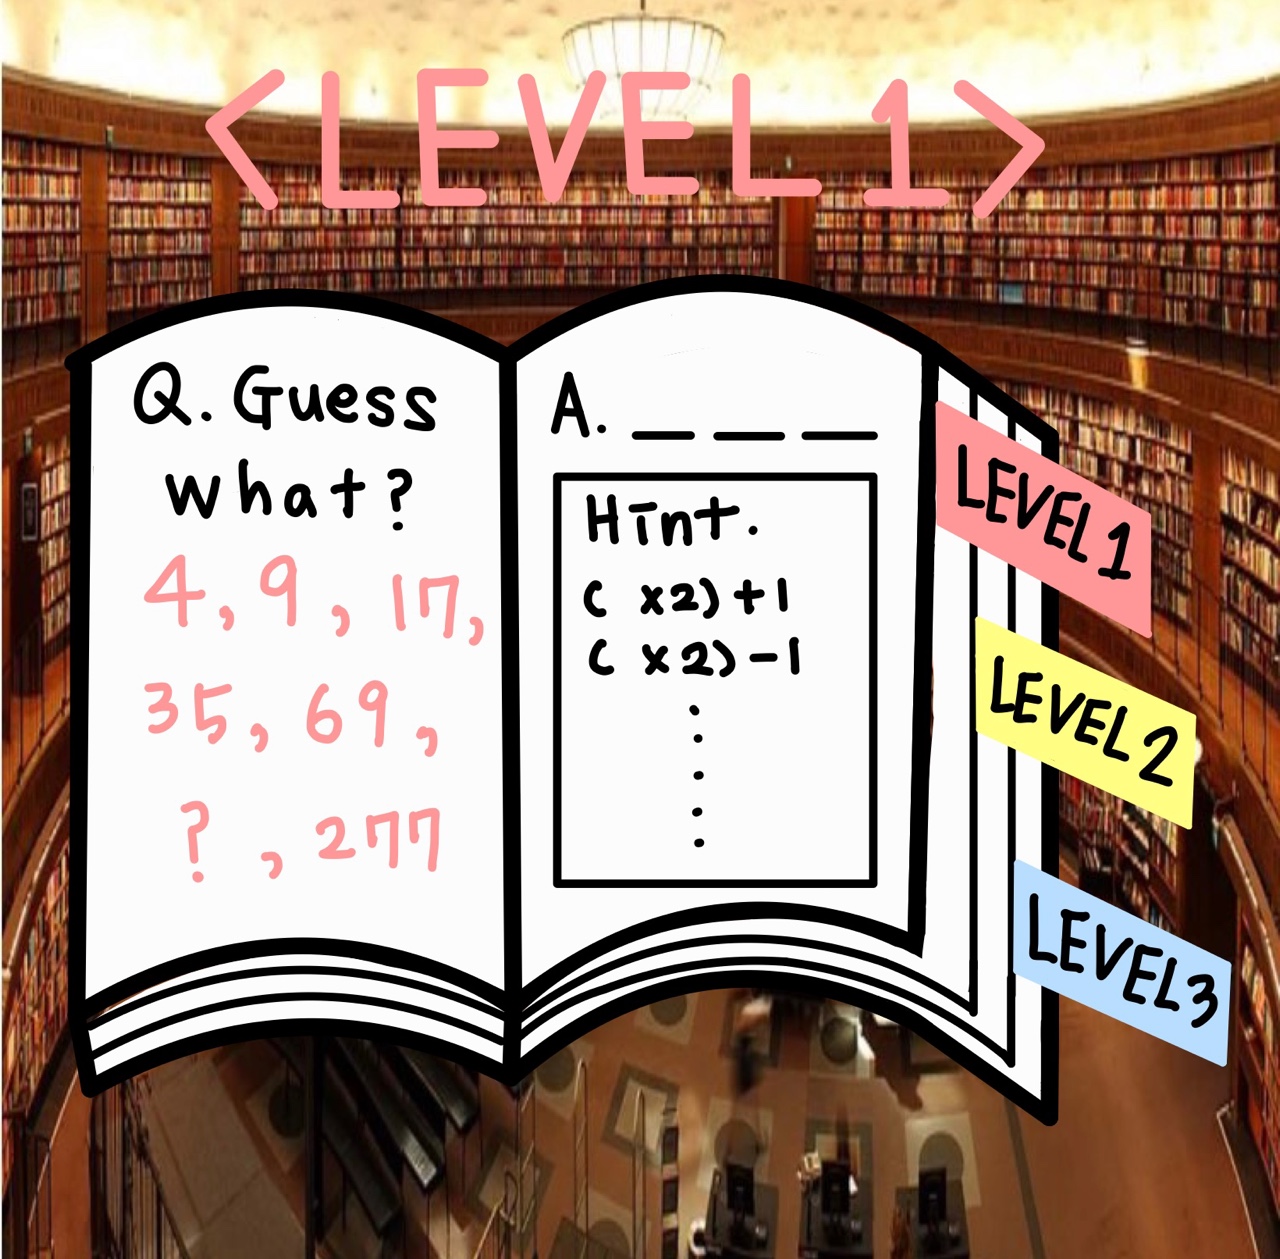 <LEVEL 1>
Q. Guess
what?
4, 9, 17,
35, 69,
?, 277
A. _ _ _
Hint.
( x2)+1
( x2)-1
.
.
.
.
.
LEVEL 1
LEVEL 2
LEVEL 3